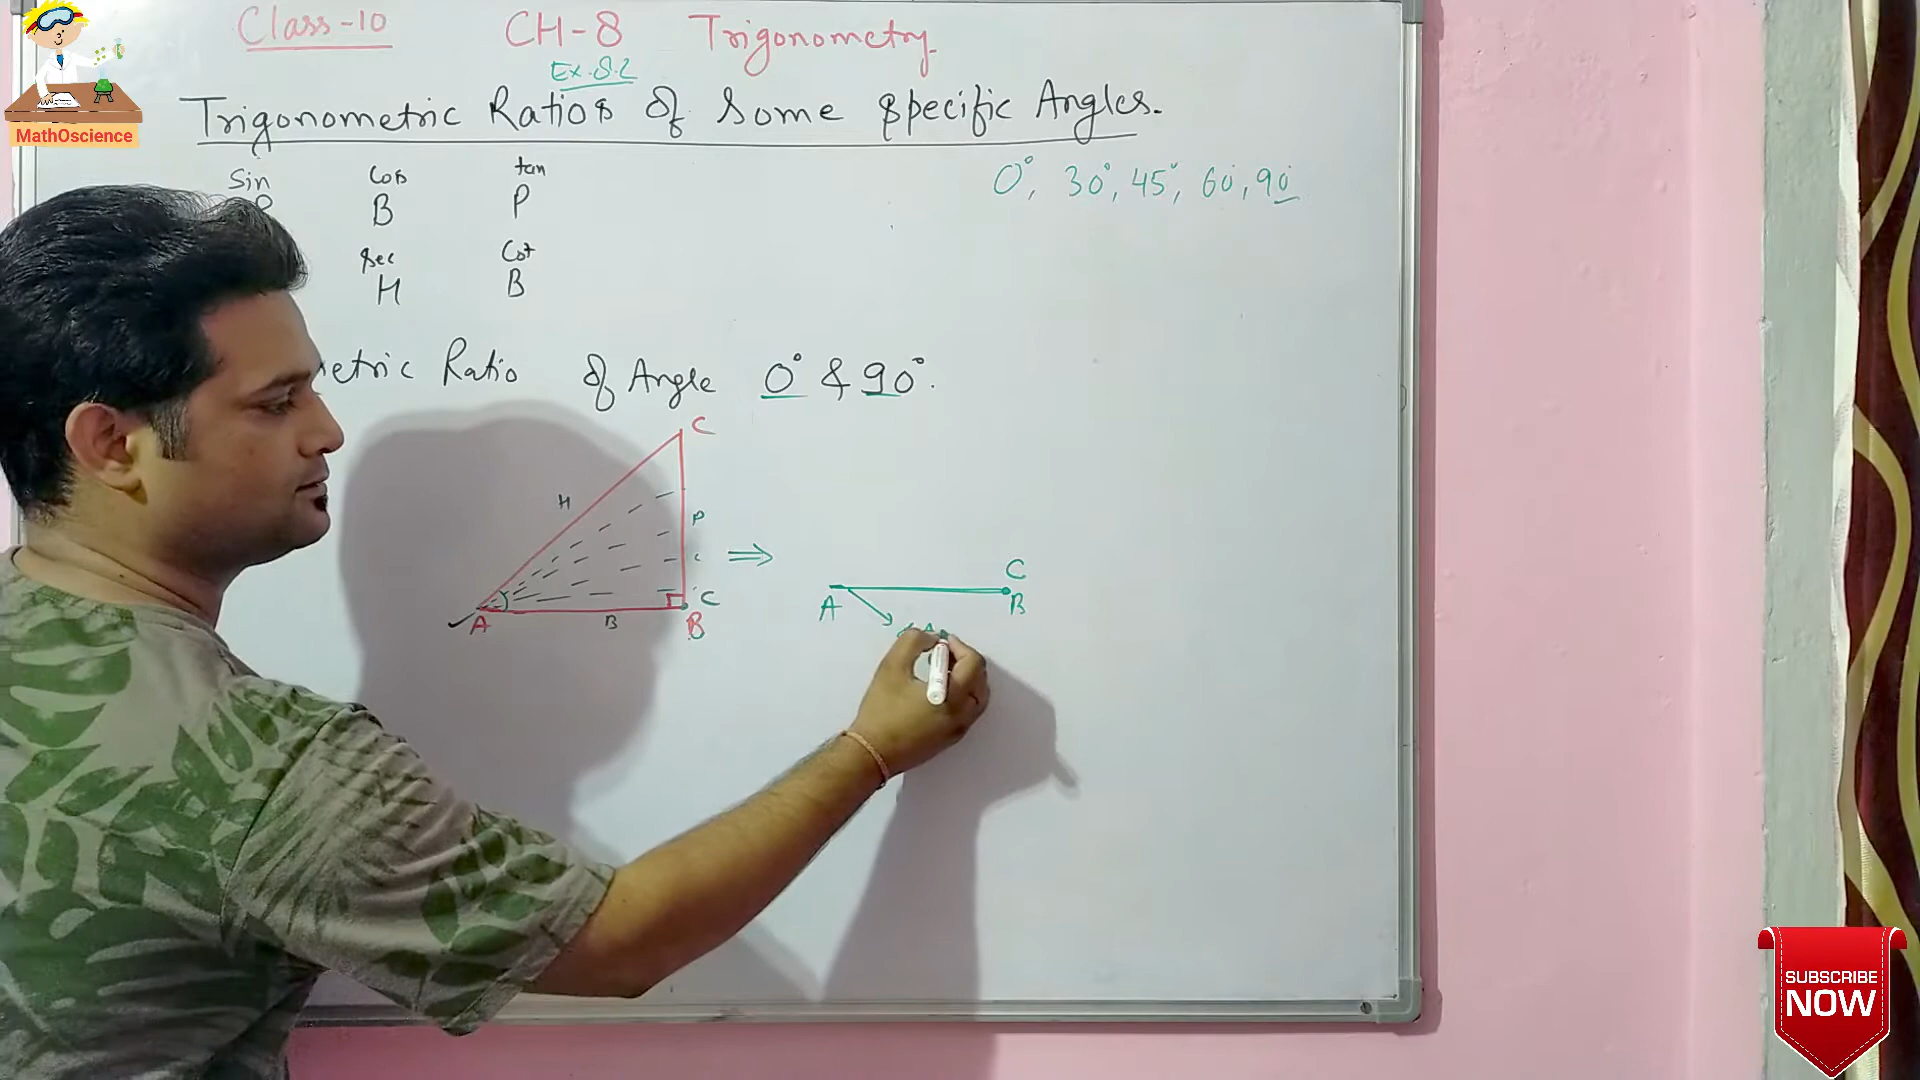 Class-10 CH-8 Trigonometry
Ex.8.2
Trigonometric Ratios of Some specific Angles.
MathOscience
Sin Cos tan
P B P
0°, 30°, 45°, 60°, 90°
sec Cot
H B
etric Ratio of Angle 0° & 90°.
C
H
P
C
C
A B B
A B
SUBSCRIBE
NOW